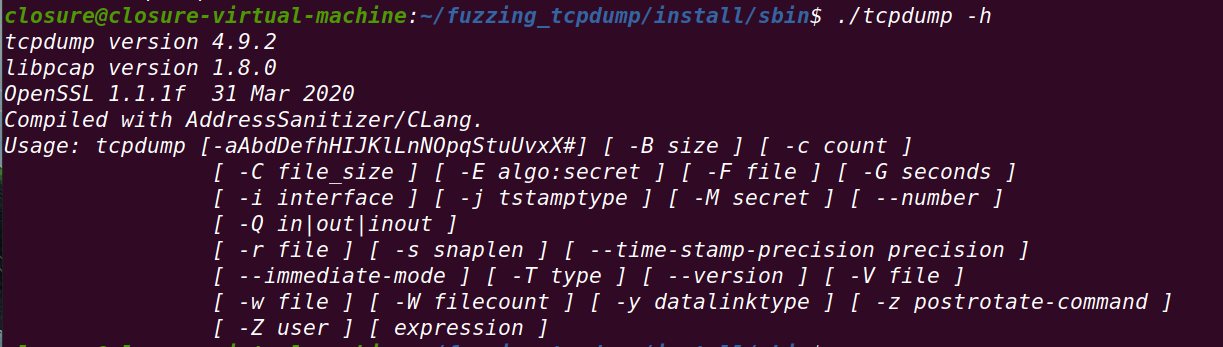 closure@closure-virtual-machine:~/fuzzing_tcpdump/install/sbin$ ./tcpdump -h
tcpdump version 4.9.2
libpcap version 1.8.0
OpenSSL 1.1.1f  31 Mar 2020
Compiled with AddressSanitizer/CLang.
Usage: tcpdump [-aAbdDefhHIJKlLnNOpqStuUvxX#] [ -B size ] [ -c count ]
                [ -C file_size ] [ -E algo:secret ] [ -F file ] [ -G seconds ]
                [ -i interface ] [ -j tstamptype ] [ -M secret ] [ --number ]
                [ -Q in|out|inout ]
                [ -r file ] [ -s snaplen ] [ --time-stamp-precision precision ]
                [ --immediate-mode ] [ -T type ] [ --version ] [ -V file ]
                [ -w file ] [ -W filecount ] [ -y datalinktype ] [ -z postrotate-command ]
                [ -Z user ] [ expression ]